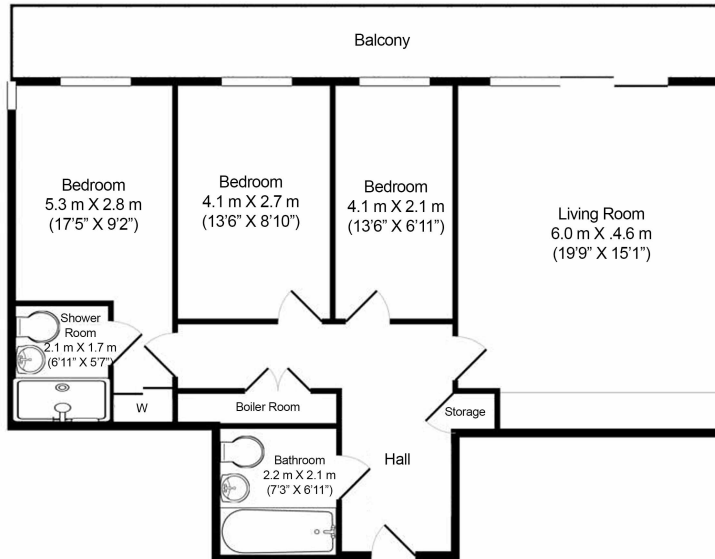 Balcony
Bedroom
5.3 m X 2.8 m
(17'5" X 9'2")
Bedroom
4.1 m X 2.7 m
(13'6" X 8'10")
Bedroom
4.1 m X 2.1 m
(13'6" X 6'11")
Living Room
6.0 m X .4.6 m
(19'9" X 15'1")
Shower
Room
2.1 m X 1.7 m
(6'11" X 5'7")
W
Boiler Room
Storage
Bathroom
2.2 m X 2.1 m
(7'3" X 6'11")
Hall